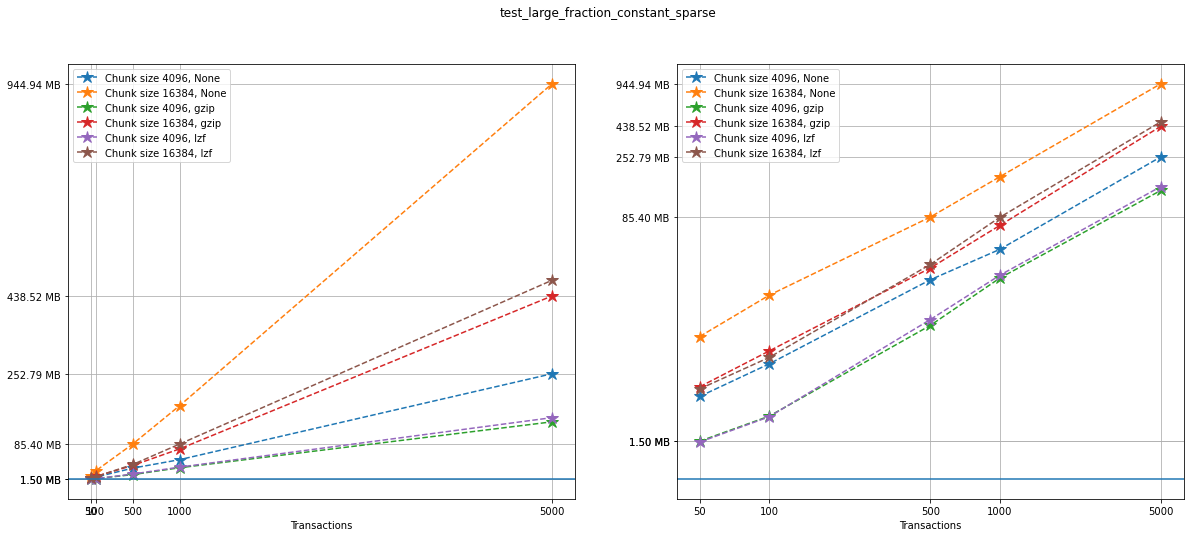 test_large_fraction_constant_sparse
944.94 MB
438.52 MB
252.79 MB
85.40 MB
1.50 MB
Chunk size 4096, None
Chunk size 16384, None
Chunk size 4096, gzip
Chunk size 16384, gzip
Chunk size 4096, lzf
Chunk size 16384, lzf
50 100 500 1000 5000
Transactions
944.94 MB
438.52 MB
252.79 MB
85.40 MB
1.50 MB
Chunk size 4096, None
Chunk size 16384, None
Chunk size 4096, gzip
Chunk size 16384, gzip
Chunk size 4096, lzf
Chunk size 16384, lzf
50 100 500 1000 5000
Transactions